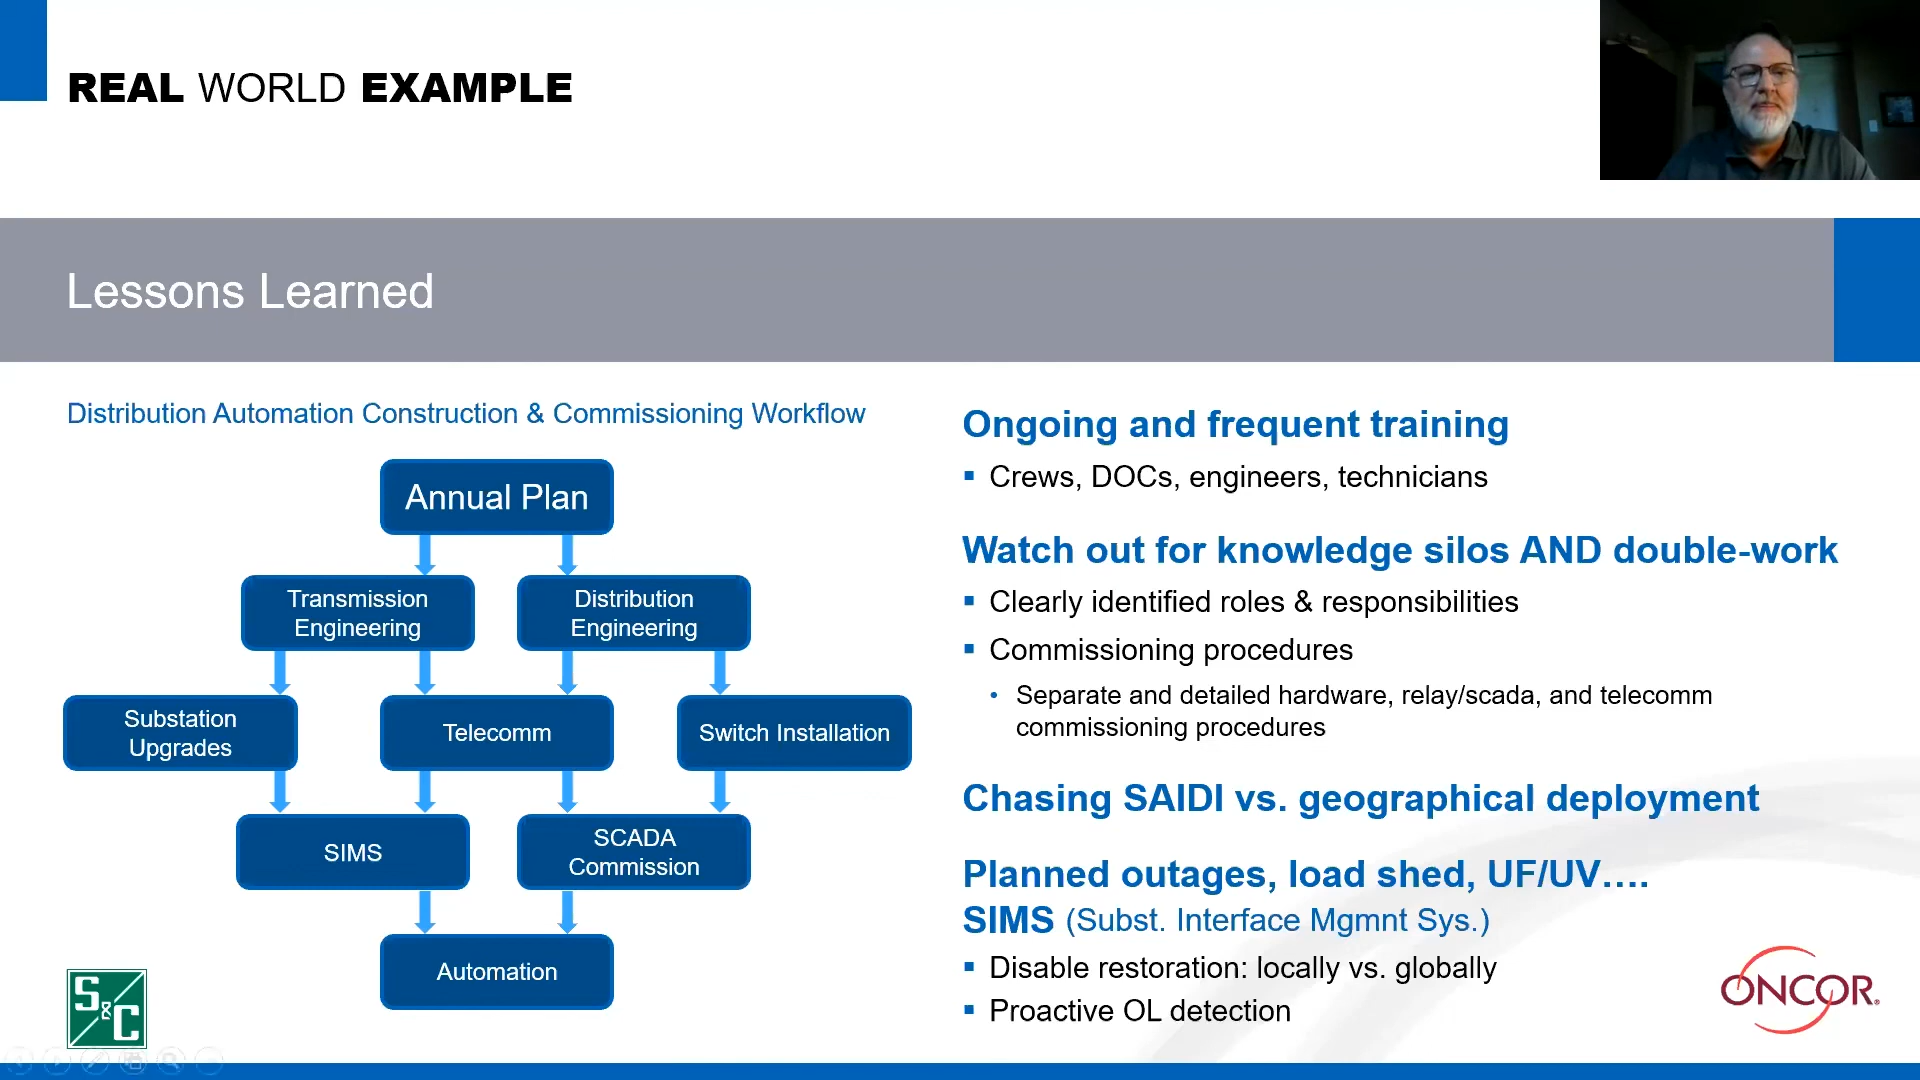 REAL WORLD EXAMPLE
Lessons Learned
Distribution Automation Construction & Commissioning Workflow
Annual Plan
Transmission
Engineering
Distribution
Engineering
Substation
Upgrades
Telecomm
Switch Installation
SIMS
SCADA
Commission
Automation
Ongoing and frequent training
Crews, DOCs, engineers, technicians
Watch out for knowledge silos AND double-work
Clearly identified roles & responsibilities
Commissioning procedures
Separate and detailed hardware, relay/scada, and telecomm
commissioning procedures
Chasing SAIDI vs. geographical deployment
Planned outages, load shed, UF/UV....
SIMS (Subst. Interface Mgmnt Sys.)
Disable restoration: locally vs. globally
Proactive OL detection
S&C
ONCOR®